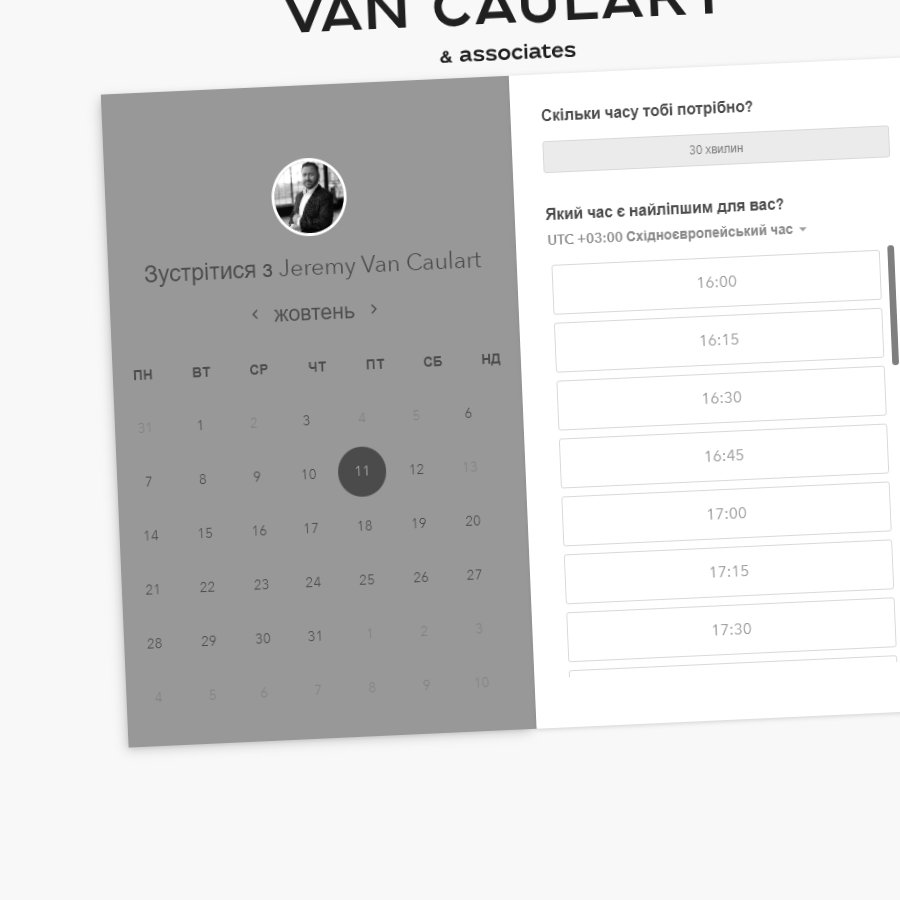 VAN CAULART
& associates
Зустрітися з Jeremy Van Caulart
жовтень
ПН ВТ СР ЧТ ПТ СБ НД
31 1 2 3 4 5 6
7 8 9 10 11 12 13
14 15 16 17 18 19 20
21 22 23 24 25 26 27
28 29 30 31 1 2 3
4 5 6 7 8 9 10
Скільки часу тобі потрібно?
30 хвилин
Який час є найліпшим для вас?
UTC +03:00 Східноєвропейський час
16:00
16:15
16:30
16:45
17:00
17:15
17:30